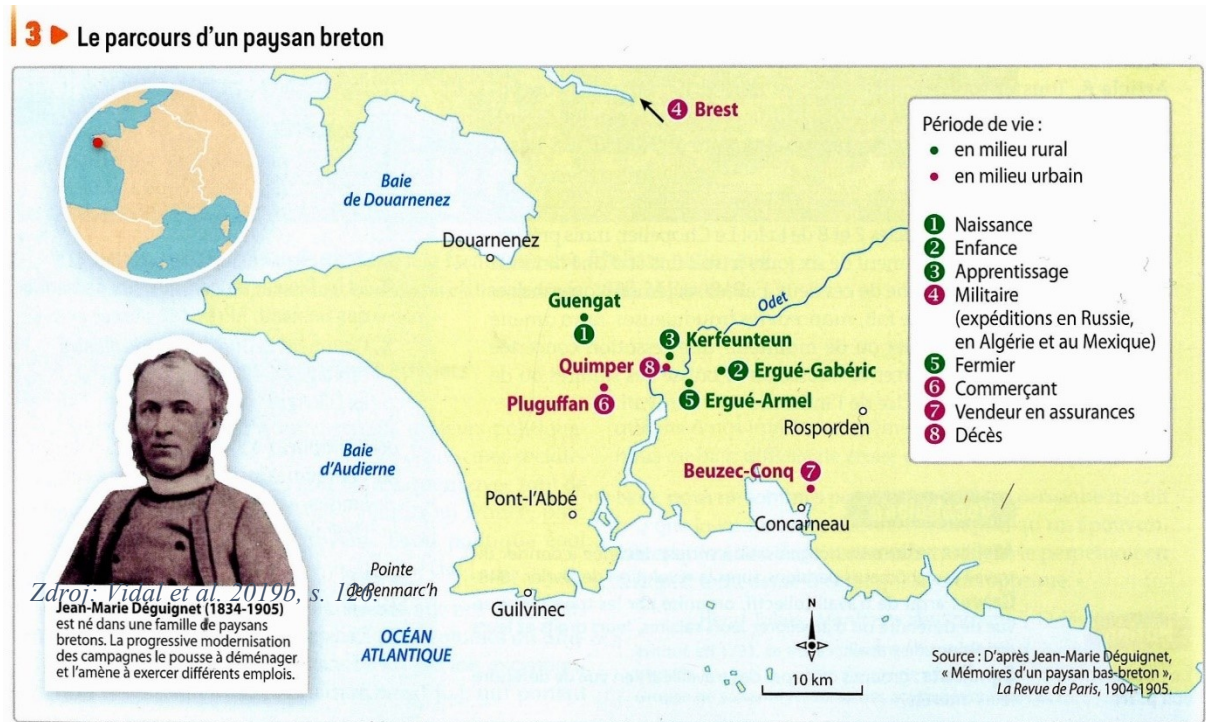 3 ▶ Le parcours d'un paysan breton
4 Brest
Baie
de Douarnenez
Douarnenez
Guengat
1
Odet
3 Kerfeunteun
Quimper 8
2 Ergué-Gabéric
Pluguffan 6
5 Ergué-Armel
Rosporden
Baie
d'Audierne
Beuzec-Conq 7
Pont-l'Abbé
Concarneau
Pointe
de Penmarc'h
Guilvinec
OCÉAN
ATLANTIQUE
N
10 km
Période de vie :
• en milieu rural
• en milieu urbain
1 Naissance
2 Enfance
3 Apprentissage
4 Militaire
(expéditions en Russie,
en Algérie et au Mexique)
5 Fermier
6 Commerçant
7 Vendeur en assurances
8 Décès
Zdroj: Vidal et al. 2019b, s.
Jean-Marie Déguignet (1834-1905)
est né dans une famille de paysans
bretons. La progressive modernisation
des campagnes le pousse à déménager
et l'amène à exercer différents emplois.
Source : D'après Jean-Marie Déguignet,
« Mémoires d'un paysan bas-breton »,
La Revue de Paris, 1904-1905.